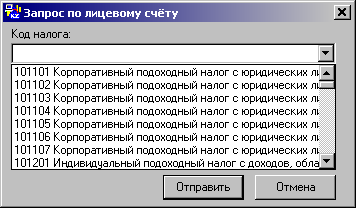 Запрос по лицевому счёту
Код налога:
101101 Корпоративный подоходный налог с юридических ли
101102 Корпоративный подоходный налог с юридических ли
101103 Корпоративный подоходный налог с юридических ли
101104 Корпоративный подоходный налог с юридических ли
101105 Корпоративный подоходный налог с юридических ли
101106 Корпоративный подоходный налог с юридических ли
101107 Корпоративный подоходный налог с юридических ли
101201 Индивидуальный подоходный налог с доходов, обла
Отправить Отмена